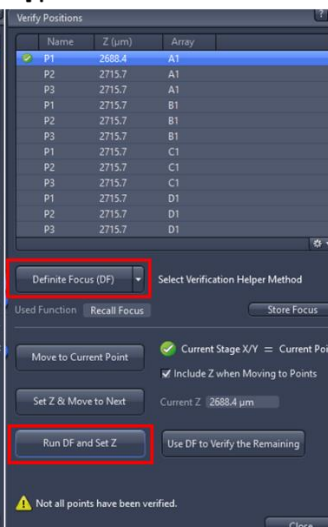 Verify Positions ?
Name Z (µm) Array
P1 2688.4 A1
P2 2715.7 A1
P3 2715.7 A1
P1 2715.7 B1
P2 2715.7 B1
P3 2715.7 B1
P1 2715.7 C1
P2 2715.7 C1
P3 2715.7 C1
P1 2715.7 D1
P2 2715.7 D1
P3 2715.7 D1
Definite Focus (DF) Select Verification Helper Method
Used Function Recall Focus Store Focus
Move to Current Point Current Stage X/Y = Current Poi
Include Z when Moving to Points
Set Z & Move to Next Current Z 2688.4 µm
Run DF and Set Z Use DF to Verify the Remaining
Not all points have been verified.
Close